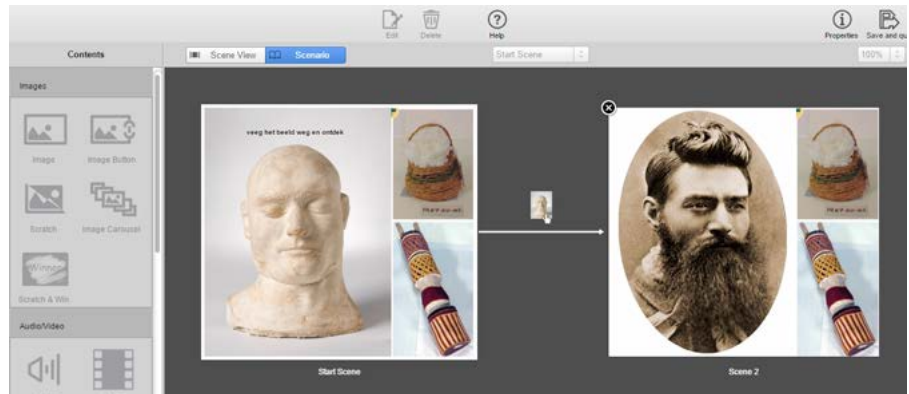 Edit
Delete
Help
Properties
Save and qu
Contents
Scene View
Scenario
Start Scene
100%
Images
Image
Image Button
Scratch
Image Carousel
Winner
Scratch & Win
Audio/Video
veeg het beeld weg en ontdek
Start Scene
Scene 2